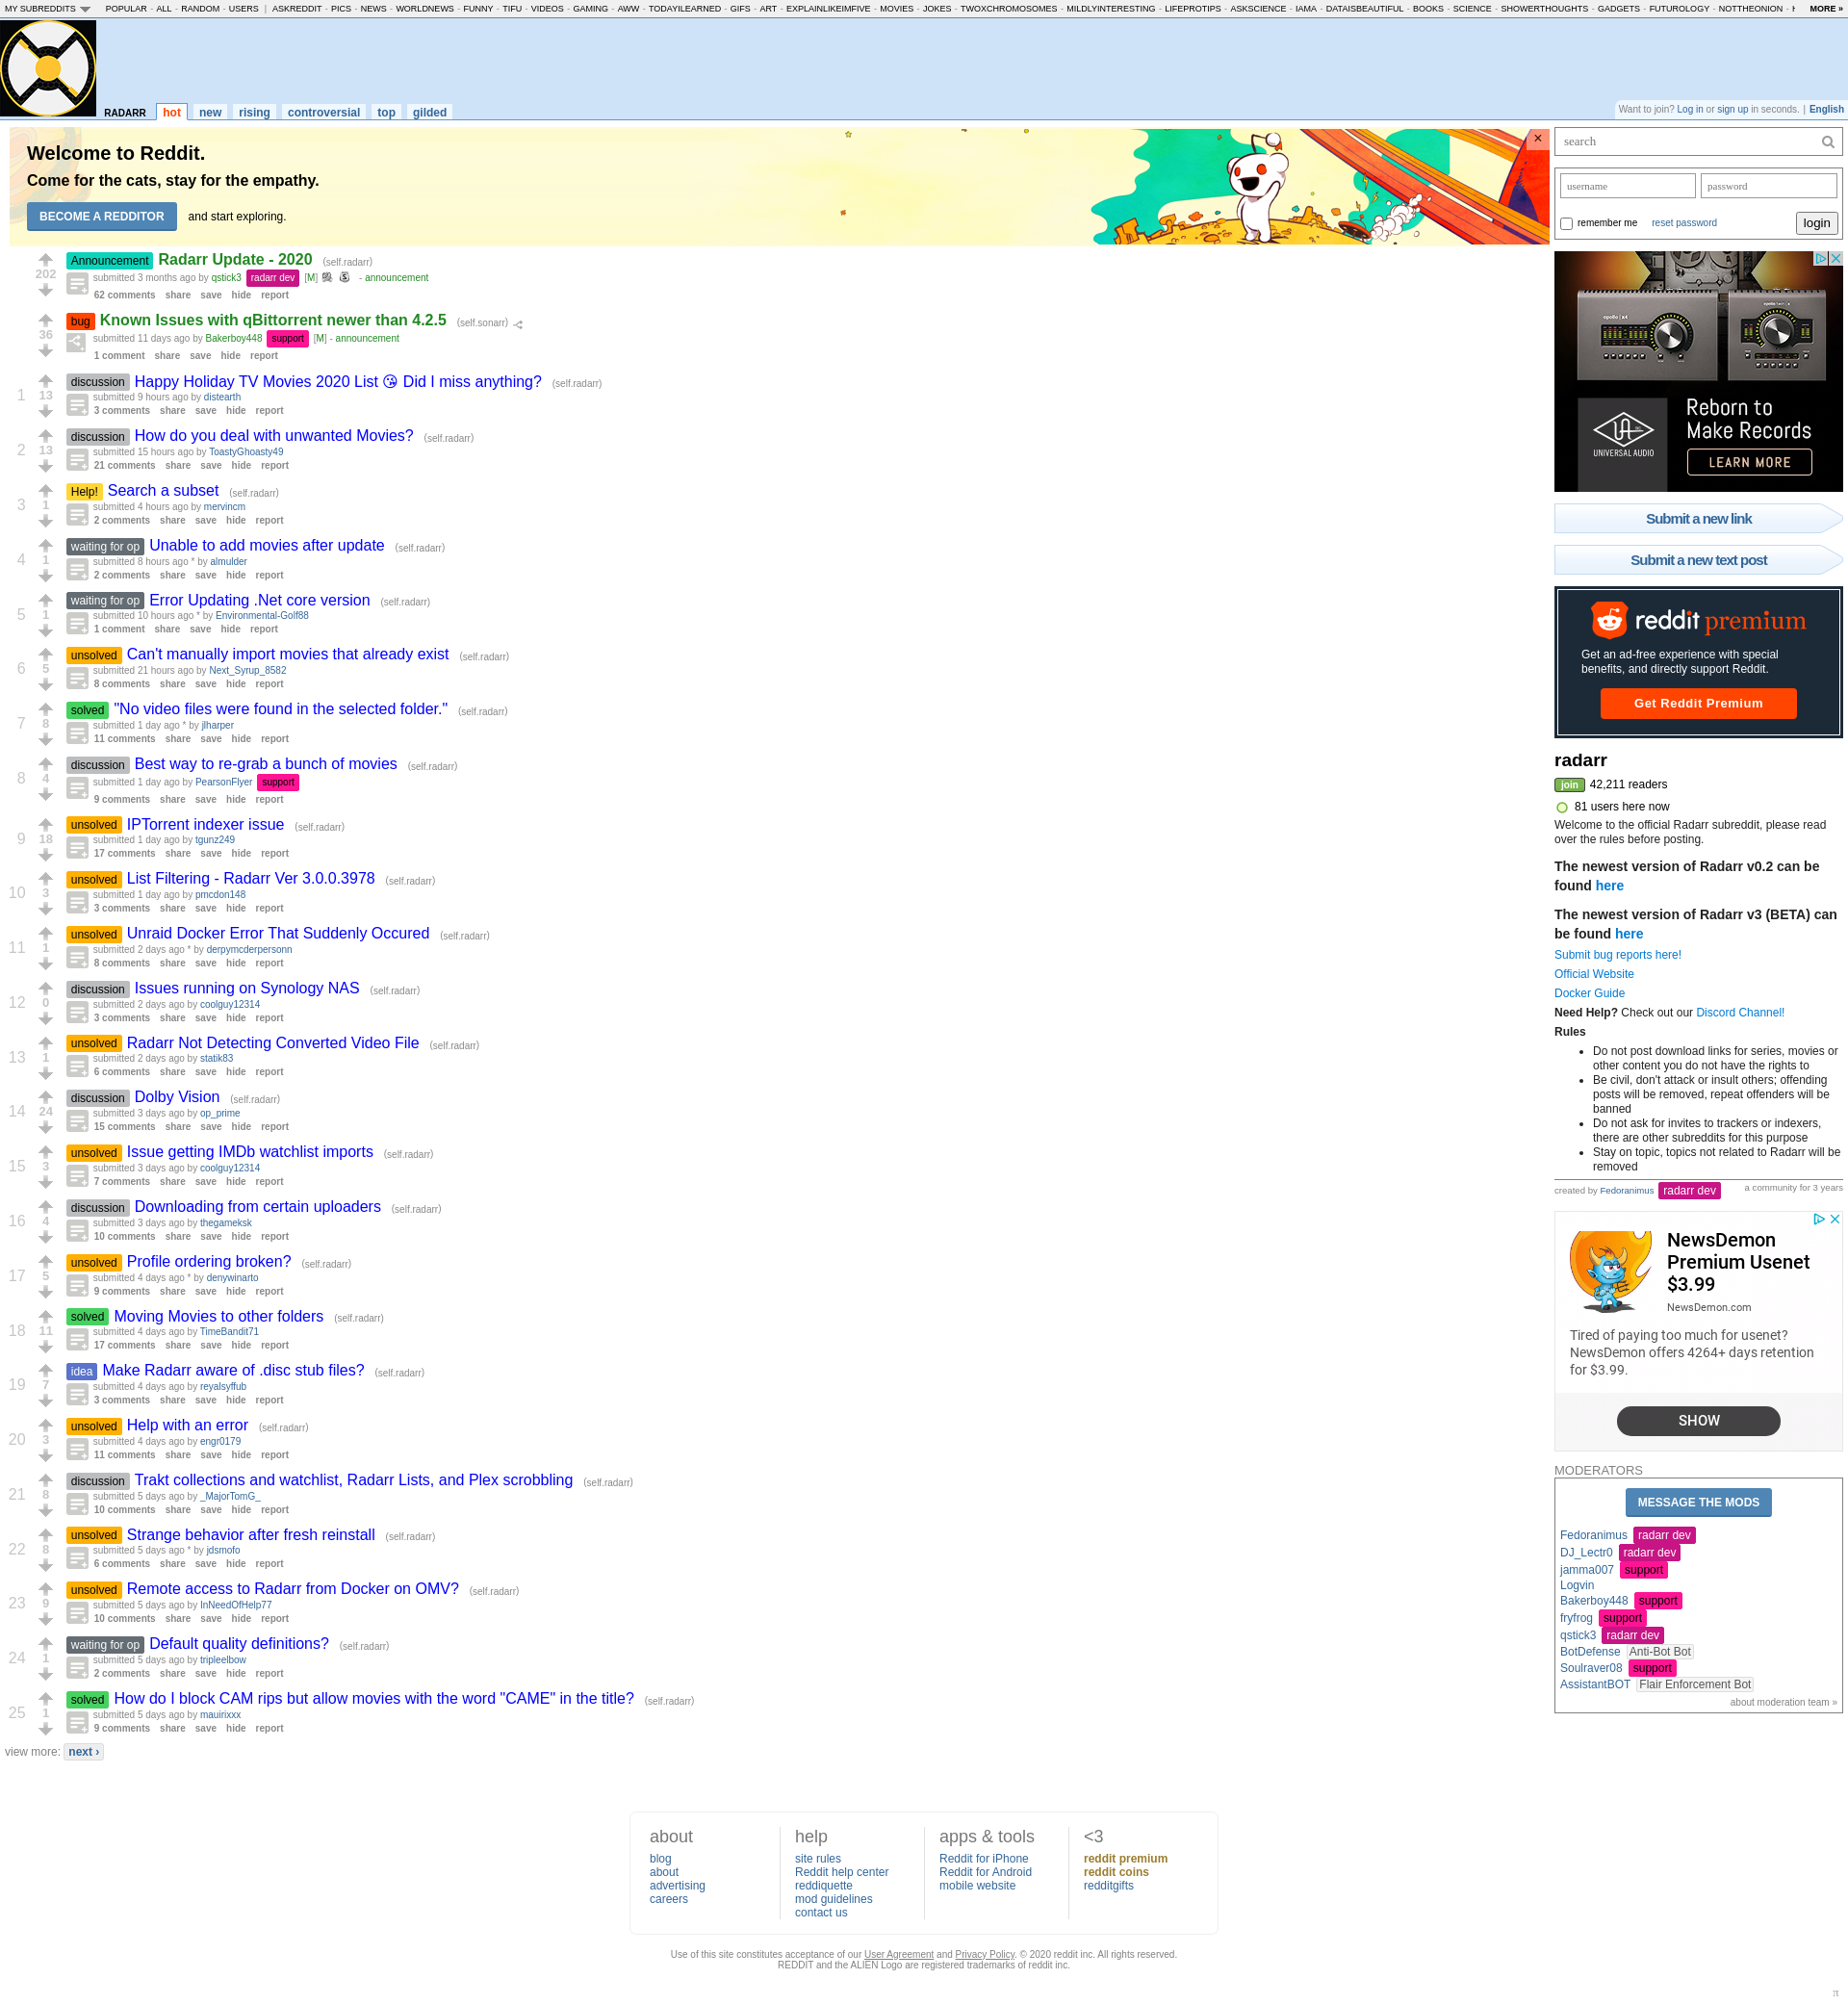 MY SUBREDDITS POPULAR - ALL - RANDOM - USERS | ASKREDDIT - PICS - NEWS - WORLDNEWS - FUNNY - TIFU - VIDEOS - GAMING - AWW - TODAYILEARNED - GIFS - ART - EXPLAINLIKEIMFIVE - MOVIES - JOKES - TWOXCHROMOSOMES - MILDLYINTERESTING - LIFEPROTIPS - ASKSCIENCE - IAMA - DATAISBEAUTIFUL - BOOKS - SCIENCE - SHOWERTHOUGHTS - GADGETS - FUTUROLOGY - NOTTHEONION - MORE »
RADARR hot new rising controversial top gilded
Want to join? Log in or sign up in seconds. | English
Welcome to Reddit.
Come for the cats, stay for the empathy.
BECOME A REDDITOR and start exploring.
202
Announcement Radarr Update - 2020 (self.radarr)
submitted 3 months ago by qstick3 radarr dev [M] - announcement
62 comments share save hide report
36
bug Known Issues with qBittorrent newer than 4.2.5 (self.sonarr)
submitted 11 days ago by Bakerboy448 support [M] - announcement
1 comment share save hide report
1 13
discussion Happy Holiday TV Movies 2020 List 😘 Did I miss anything? (self.radarr)
submitted 9 hours ago by distearth
3 comments share save hide report
2 13
discussion How do you deal with unwanted Movies? (self.radarr)
submitted 15 hours ago by ToastyGhoasty49
21 comments share save hide report
3 1
Help! Search a subset (self.radarr)
submitted 4 hours ago by mervincm
2 comments share save hide report
4 1
waiting for op Unable to add movies after update (self.radarr)
submitted 8 hours ago * by almulder
2 comments share save hide report
5 1
waiting for op Error Updating .Net core version (self.radarr)
submitted 10 hours ago * by Environmental-Golf88
1 comment share save hide report
6 5
unsolved Can't manually import movies that already exist (self.radarr)
submitted 21 hours ago by Next_Syrup_8582
8 comments share save hide report
7 8
solved "No video files were found in the selected folder." (self.radarr)
submitted 1 day ago * by jlharper
11 comments share save hide report
8 4
discussion Best way to re-grab a bunch of movies (self.radarr)
submitted 1 day ago by PearsonFlyer support
9 comments share save hide report
9 18
unsolved IPTorrent indexer issue (self.radarr)
submitted 1 day ago by tgunz249
17 comments share save hide report
10 3
unsolved List Filtering - Radarr Ver 3.0.0.3978 (self.radarr)
submitted 1 day ago by pmcdon148
3 comments share save hide report
11 1
unsolved Unraid Docker Error That Suddenly Occured (self.radarr)
submitted 2 days ago * by derpymcderpersonn
8 comments share save hide report
12 0
discussion Issues running on Synology NAS (self.radarr)
submitted 2 days ago by coolguy12314
3 comments share save hide report
13 1
unsolved Radarr Not Detecting Converted Video File (self.radarr)
submitted 2 days ago by statik83
6 comments share save hide report
14 24
discussion Dolby Vision (self.radarr)
submitted 3 days ago by op_prime
15 comments share save hide report
15 3
unsolved Issue getting IMDb watchlist imports (self.radarr)
submitted 3 days ago by coolguy12314
7 comments share save hide report
16 4
discussion Downloading from certain uploaders (self.radarr)
submitted 3 days ago by thegameksk
10 comments share save hide report
17 5
unsolved Profile ordering broken? (self.radarr)
submitted 4 days ago * by denywinarto
9 comments share save hide report
18 11
solved Moving Movies to other folders (self.radarr)
submitted 4 days ago by TimeBandit71
17 comments share save hide report
19 7
idea Make Radarr aware of .disc stub files? (self.radarr)
submitted 4 days ago by reyalsyffub
3 comments share save hide report
20 3
unsolved Help with an error (self.radarr)
submitted 4 days ago by engr0179
11 comments share save hide report
21 8
discussion Trakt collections and watchlist, Radarr Lists, and Plex scrobbling (self.radarr)
submitted 5 days ago by _MajorTomG_
10 comments share save hide report
22 8
unsolved Strange behavior after fresh reinstall (self.radarr)
submitted 5 days ago * by jdsmofo
6 comments share save hide report
23 9
unsolved Remote access to Radarr from Docker on OMV? (self.radarr)
submitted 5 days ago by InNeedOfHelp77
10 comments share save hide report
24 1
waiting for op Default quality definitions? (self.radarr)
submitted 5 days ago by tripleelbow
2 comments share save hide report
25 1
solved How do I block CAM rips but allow movies with the word "CAME" in the title? (self.radarr)
submitted 5 days ago by mauirixxx
9 comments share save hide report
view more: next ›
search
username password
remember me reset password login
apollo x4
UNIVERSAL AUDIO
Reborn to
Make Records
LEARN MORE
Submit a new link
Submit a new text post
reddit premium
Get an ad-free experience with special
benefits, and directly support Reddit.
Get Reddit Premium
radarr
join 42,211 readers
81 users here now
Welcome to the official Radarr subreddit, please read
over the rules before posting.
The newest version of Radarr v0.2 can be
found here
The newest version of Radarr v3 (BETA) can
be found here
Submit bug reports here!
Official Website
Docker Guide
Need Help? Check out our Discord Channel!
Rules
• Do not post download links for series, movies or
other content you do not have the rights to
• Be civil, don't attack or insult others; offending
posts will be removed, repeat offenders will be
banned
• Do not ask for invites to trackers or indexers,
there are other subreddits for this purpose
• Stay on topic, topics not related to Radarr will be
removed
created by Fedoranimus radarr dev a community for 3 years
NewsDemon
Premium Usenet
$3.99
NewsDemon.com
Tired of paying too much for usenet?
NewsDemon offers 4264+ days retention
for $3.99.
SHOW
MODERATORS
MESSAGE THE MODS
Fedoranimus radarr dev
DJ_Lectr0 radarr dev
jamma007 support
Logvin
Bakerboy448 support
fryfrog support
qstick3 radarr dev
BotDefense Anti-Bot Bot
Soulraver08 support
AssistantBOT Flair Enforcement Bot
about moderation team »
about
blog
about
advertising
careers
help
site rules
Reddit help center
reddiquette
mod guidelines
contact us
apps & tools
Reddit for iPhone
Reddit for Android
mobile website
<3
reddit premium
reddit coins
redditgifts
Use of this site constitutes acceptance of our User Agreement and Privacy Policy. © 2020 reddit inc. All rights reserved.
REDDIT and the ALIEN Logo are registered trademarks of reddit inc.
π